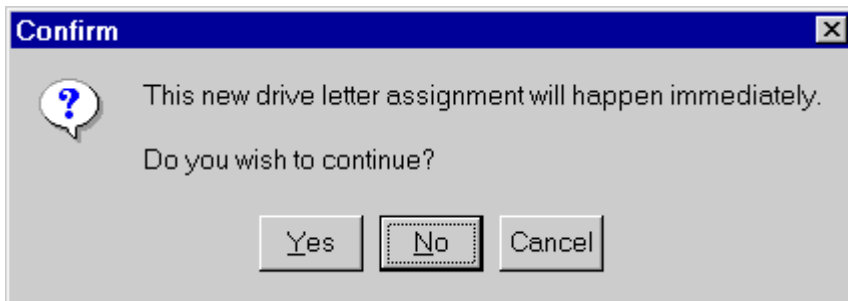 Confirm
This new drive letter assignment will happen immediately.
Do you wish to continue?
Yes No Cancel